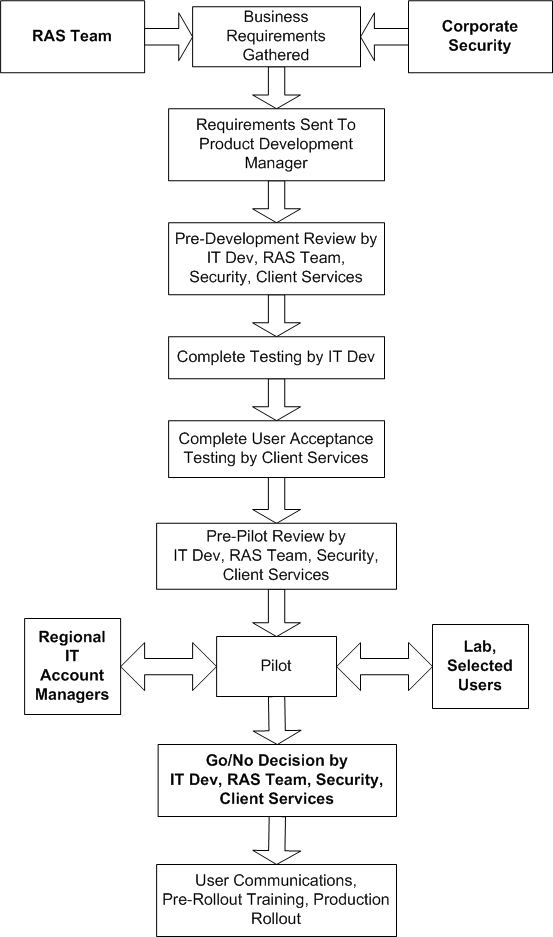 RAS Team
Business
Requirements
Gathered
Corporate
Security
Requirements Sent To
Product Development
Manager
Pre-Development Review by
IT Dev, RAS Team,
Security, Client Services
Complete Testing by IT Dev
Complete User Acceptance
Testing by Client Services
Pre-Pilot Review by
IT Dev, RAS Team, Security,
Client Services
Regional
IT
Account
Managers
Pilot
Lab,
Selected
Users
Go/No Decision by
IT Dev, RAS Team, Security,
Client Services
User Communications,
Pre-Rollout Training, Production
Rollout